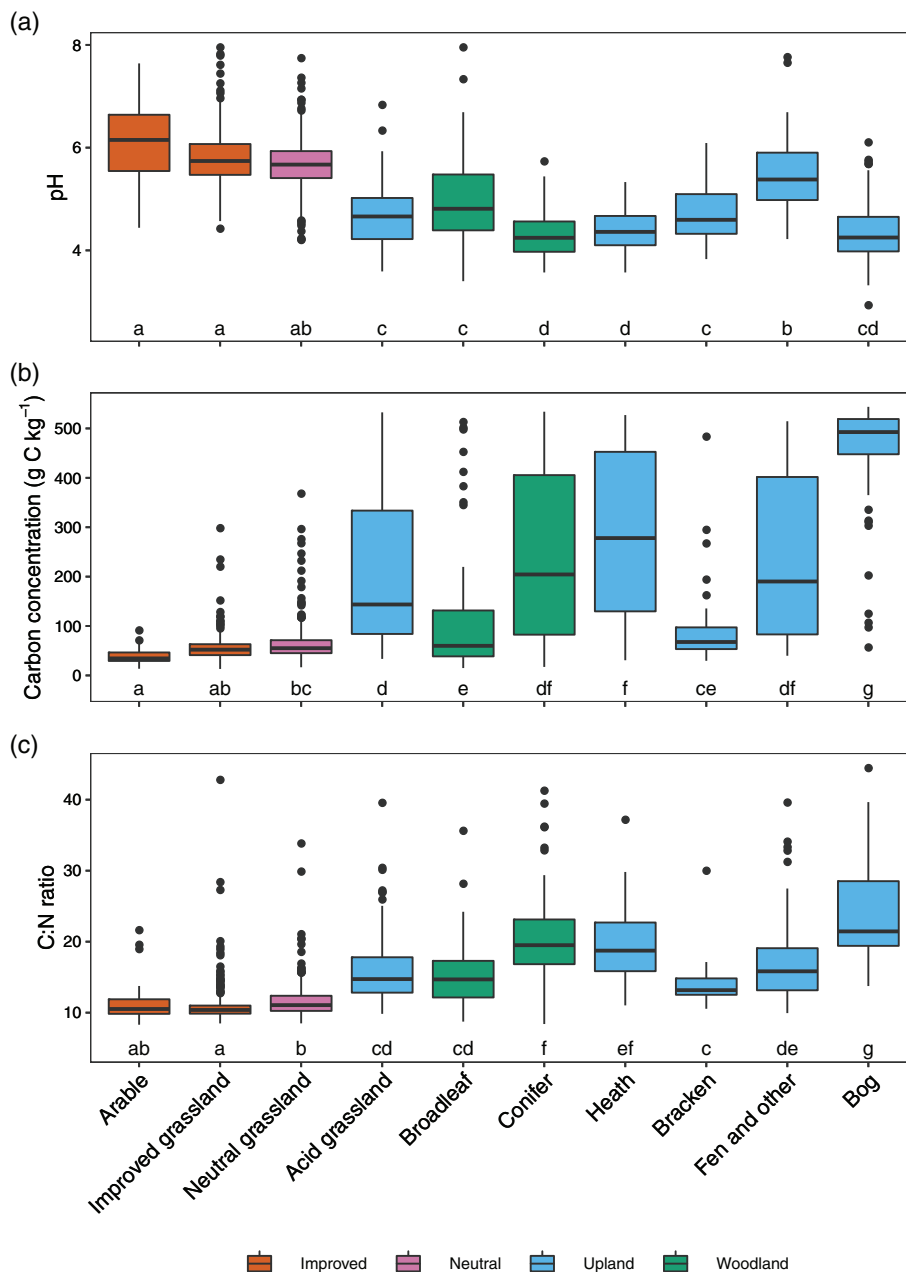 (a)
pH
8
6
4
a a ab c c d d c b cd
(b)
Carbon concentration (g C kg⁻¹)
500
400
300
200
100
0
a ab bc d e df f ce df g
(c)
C:N ratio
40
30
20
10
ab a b cd cd f ef c de g
Arable
Improved grassland
Neutral grassland
Acid grassland
Broadleaf
Conifer
Heath
Bracken
Fen and other
Bog
Improved Neutral Upland Woodland